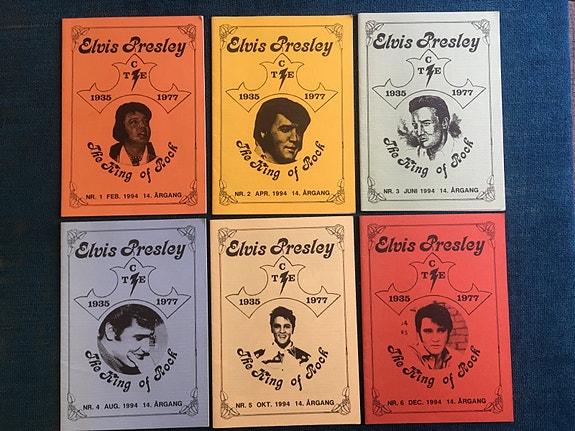 Elvis Presley
C
T E
1935 1977
The King of Rock
NR. 1 FEB. 1994 14. ÅRGANG
Elvis Presley
C
T E
1935 1977
The King of Rock
NR. 2 APR. 1994 14. ÅRGANG
Elvis Presley
C
T E
1935 1977
The King of Rock
NR. 3 JUNI 1994 14. ÅRGANG
Elvis Presley
C
T E
1935 1977
The King of Rock
NR. 4 AUG. 1994 14. ÅRGANG
Elvis Presley
C
T E
1935 1977
The King of Rock
NR. 5 OKT. 1994 14. ÅRGANG
Elvis Presley
C
T E
1935 1977
The King of Rock
NR. 6 DEC. 1994 14. ÅRGANG